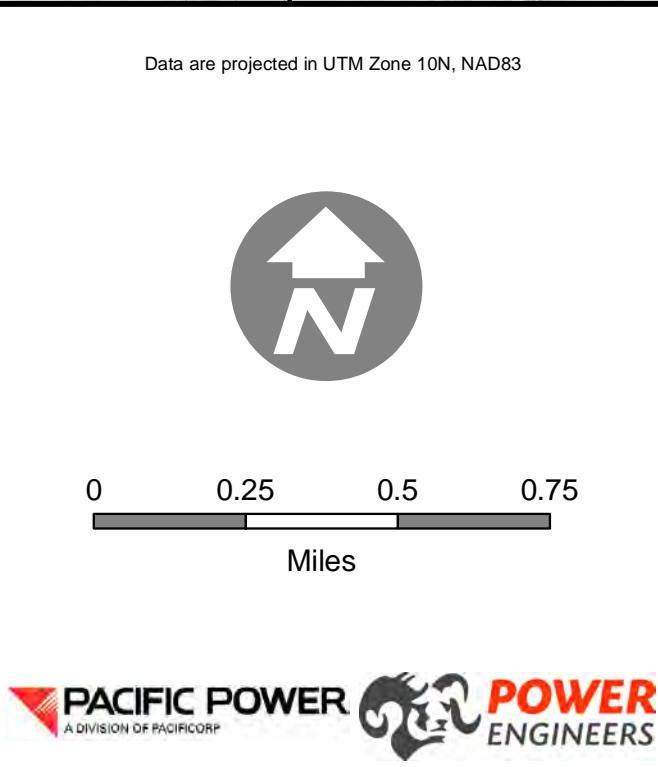 Data are projected in UTM Zone 10N, NAD83
N
0 0.25 0.5 0.75
Miles
PACIFIC POWER
A DIVISION OF PACIFICORP
POWER
ENGINEERS